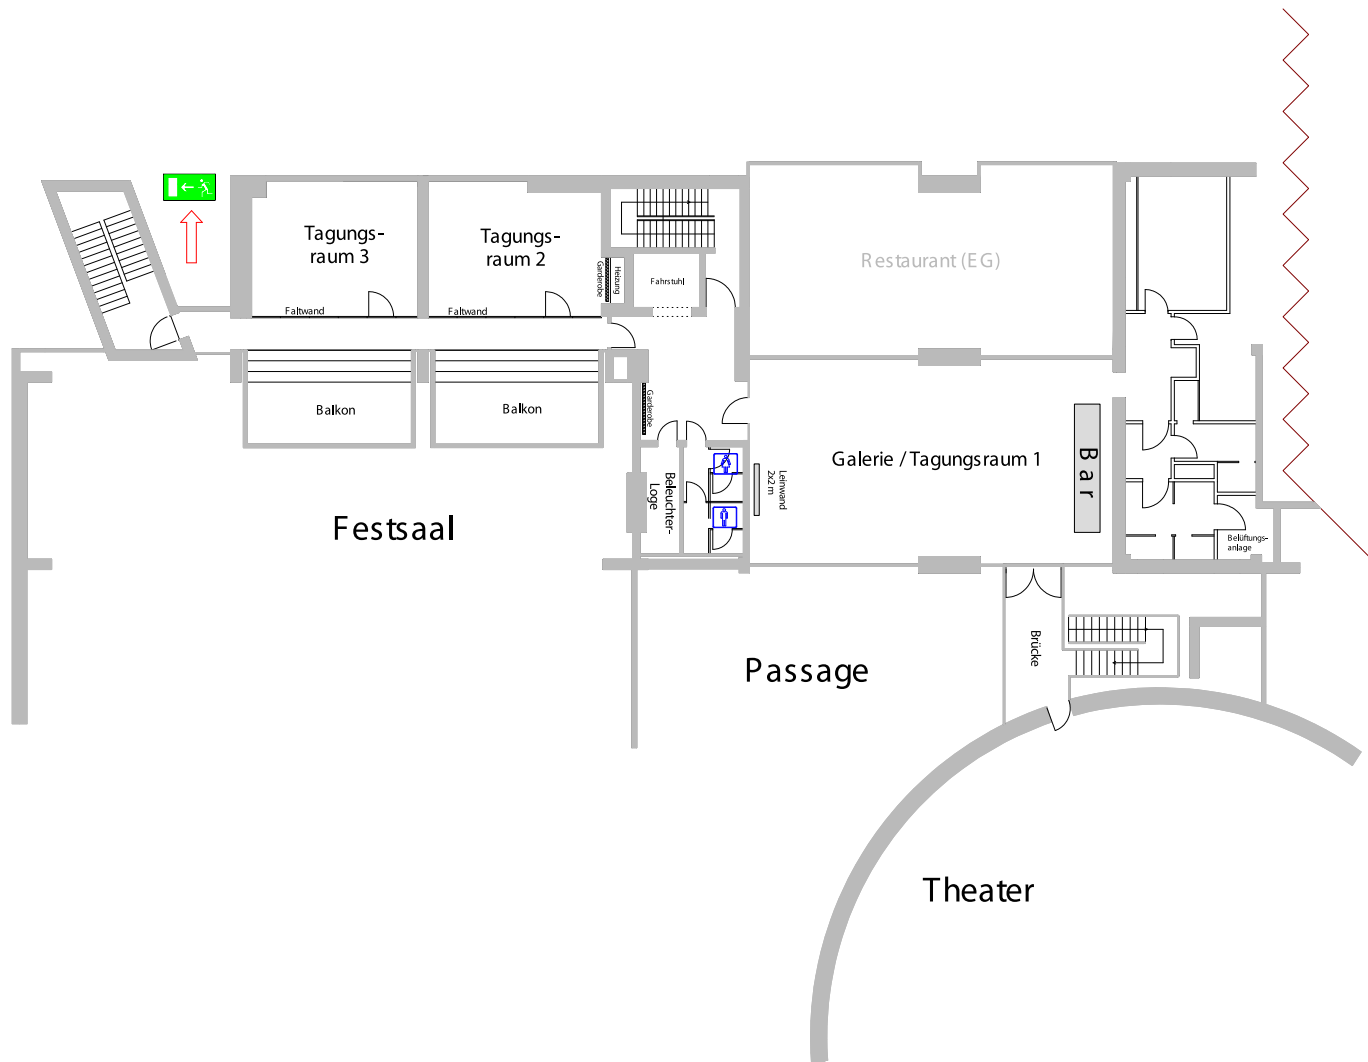 Tagungs-
raum 3
Tagungs-
raum 2
Restaurant (EG)
Garderobe
Heizung
Fahrstuhl
Faltwand
Faltwand
Balkon
Balkon
Garderobe
Galerie / Tagungsraum 1
Bar
Leinwand
2x2 m
Beleuchter-
Loge
Festsaal
Belüftungs-
anlage
Brücke
Passage
Theater